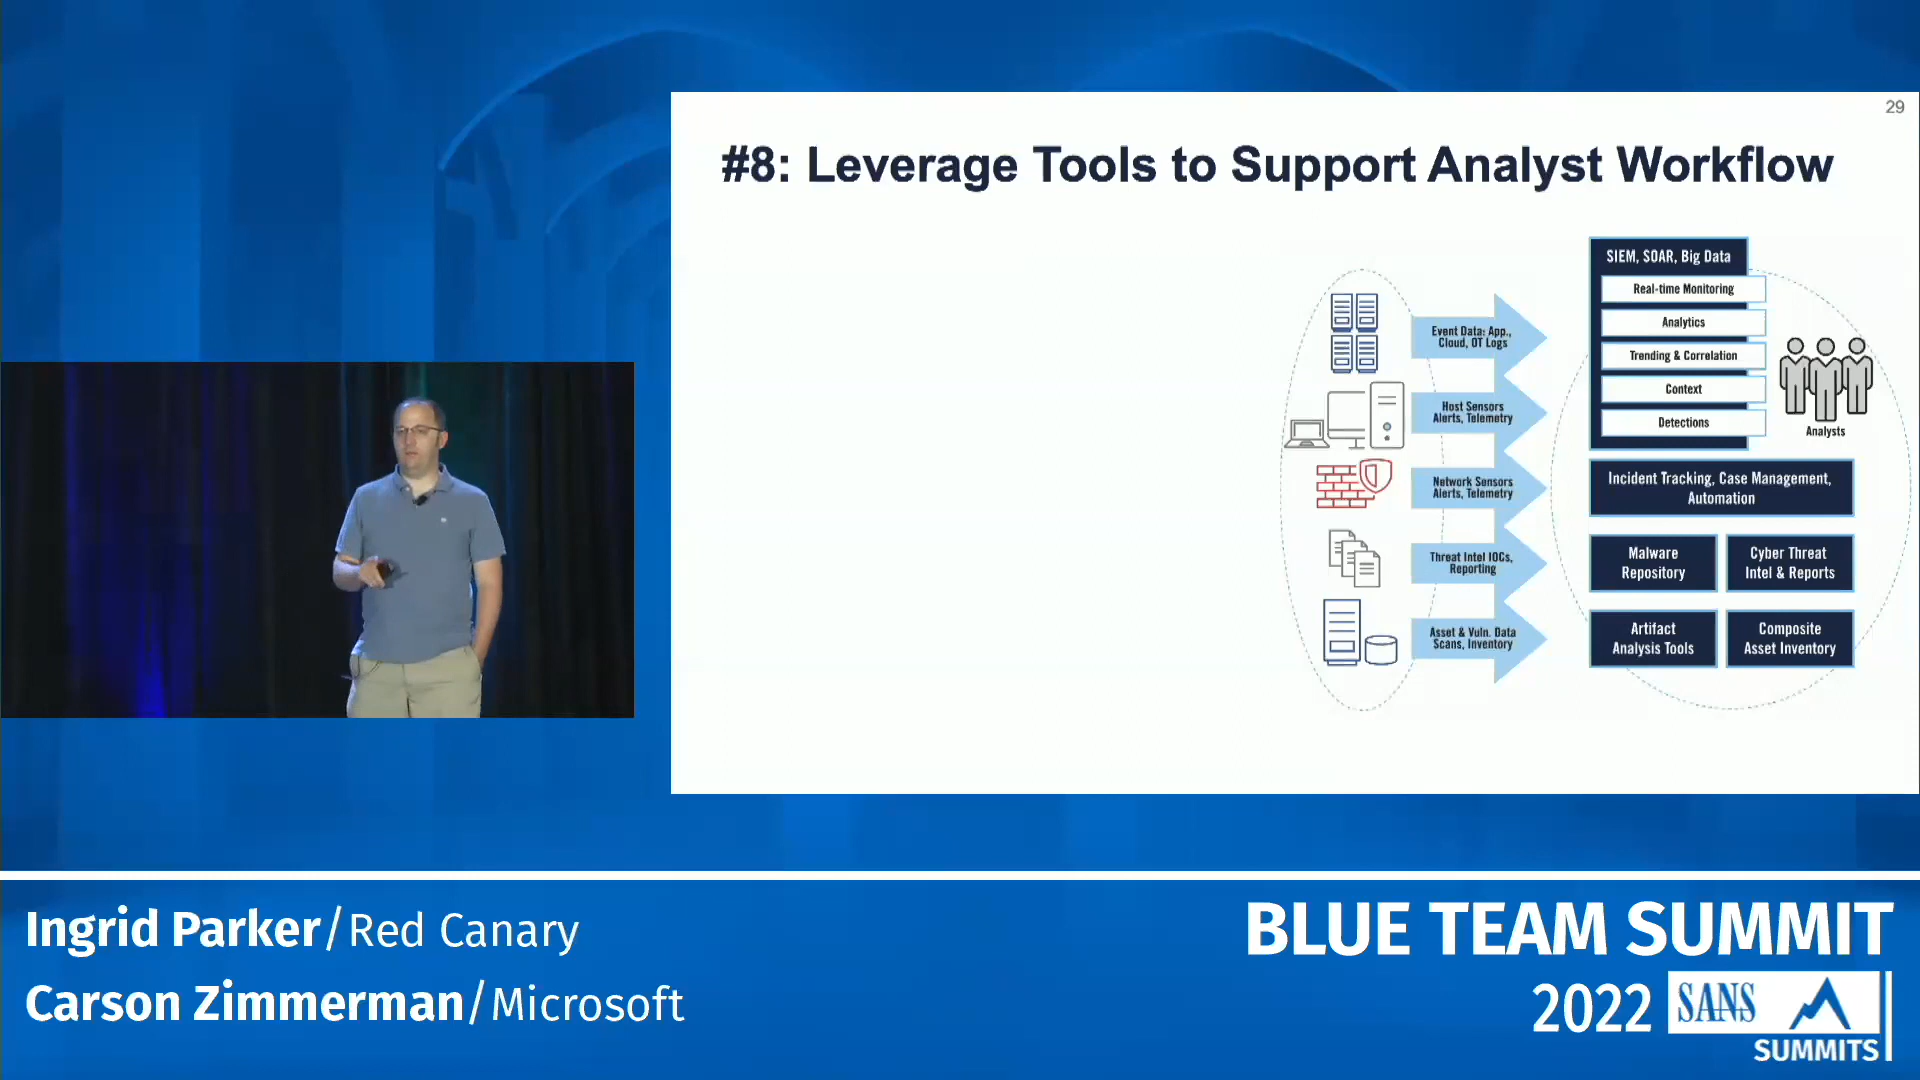 29
#8: Leverage Tools to Support Analyst Workflow
Event Data: App.,
Cloud, OT Logs
Host Sensors
Alerts, Telemetry
Network Sensors
Alerts, Telemetry
Threat Intel IOCs,
Reporting
Asset & Vuln. Data
Scans, Inventory
SIEM, SOAR, Big Data
Real-time Monitoring
Analytics
Trending & Correlation
Context
Detections
Analysts
Incident Tracking, Case Management,
Automation
Malware
Repository
Cyber Threat
Intel & Reports
Artifact
Analysis Tools
Composite
Asset Inventory
Ingrid Parker/Red Canary
Carson Zimmerman/Microsoft
BLUE TEAM SUMMIT
2022
SANS
SUMMITS